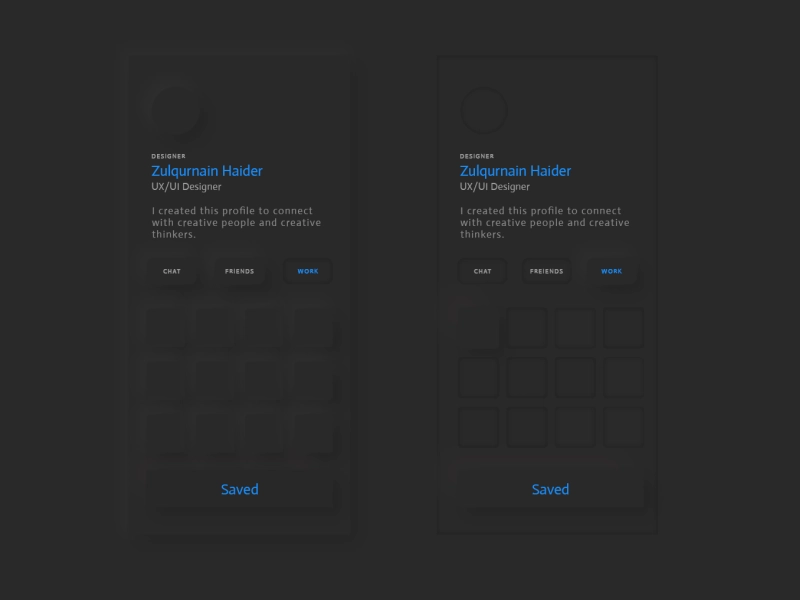 DESIGNER
Zulqurnain Haider
UX/UI Designer
I created this profile to connect
with creative people and creative
thinkers.
CHAT
FRIENDS
WORK
Saved
DESIGNER
Zulqurnain Haider
UX/UI Designer
I created this profile to connect
with creative people and creative
thinkers.
CHAT
FREIENDS
WORK
Saved